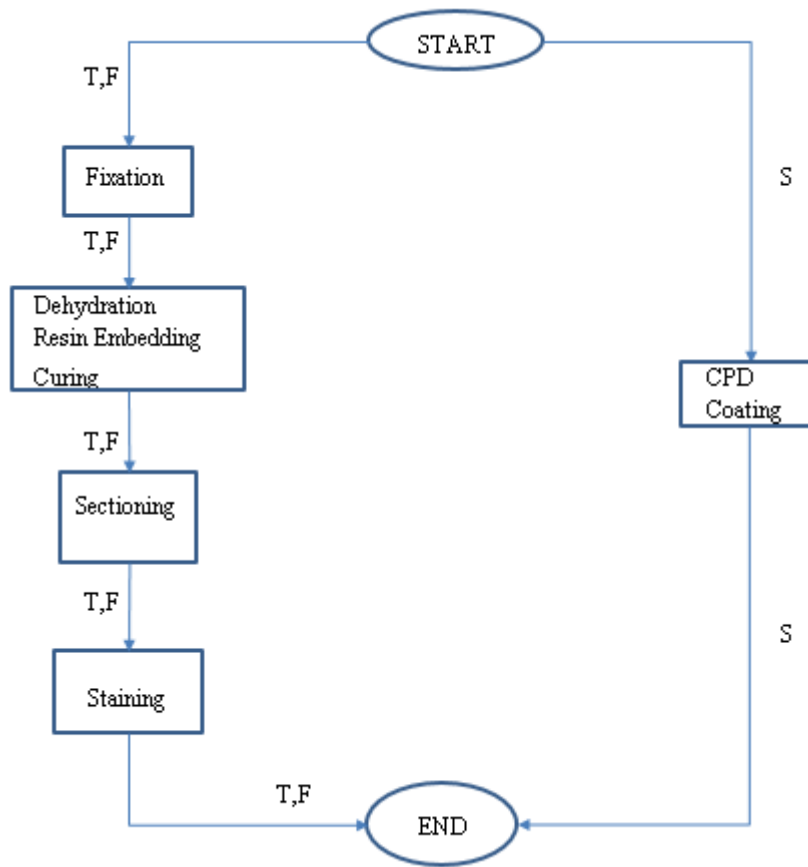 START
T,F
Fixation
S
T,F
Dehydration
Resin Embedding
Curing
CPD
Coating
T,F
Sectioning
T,F
S
Staining
T,F
END